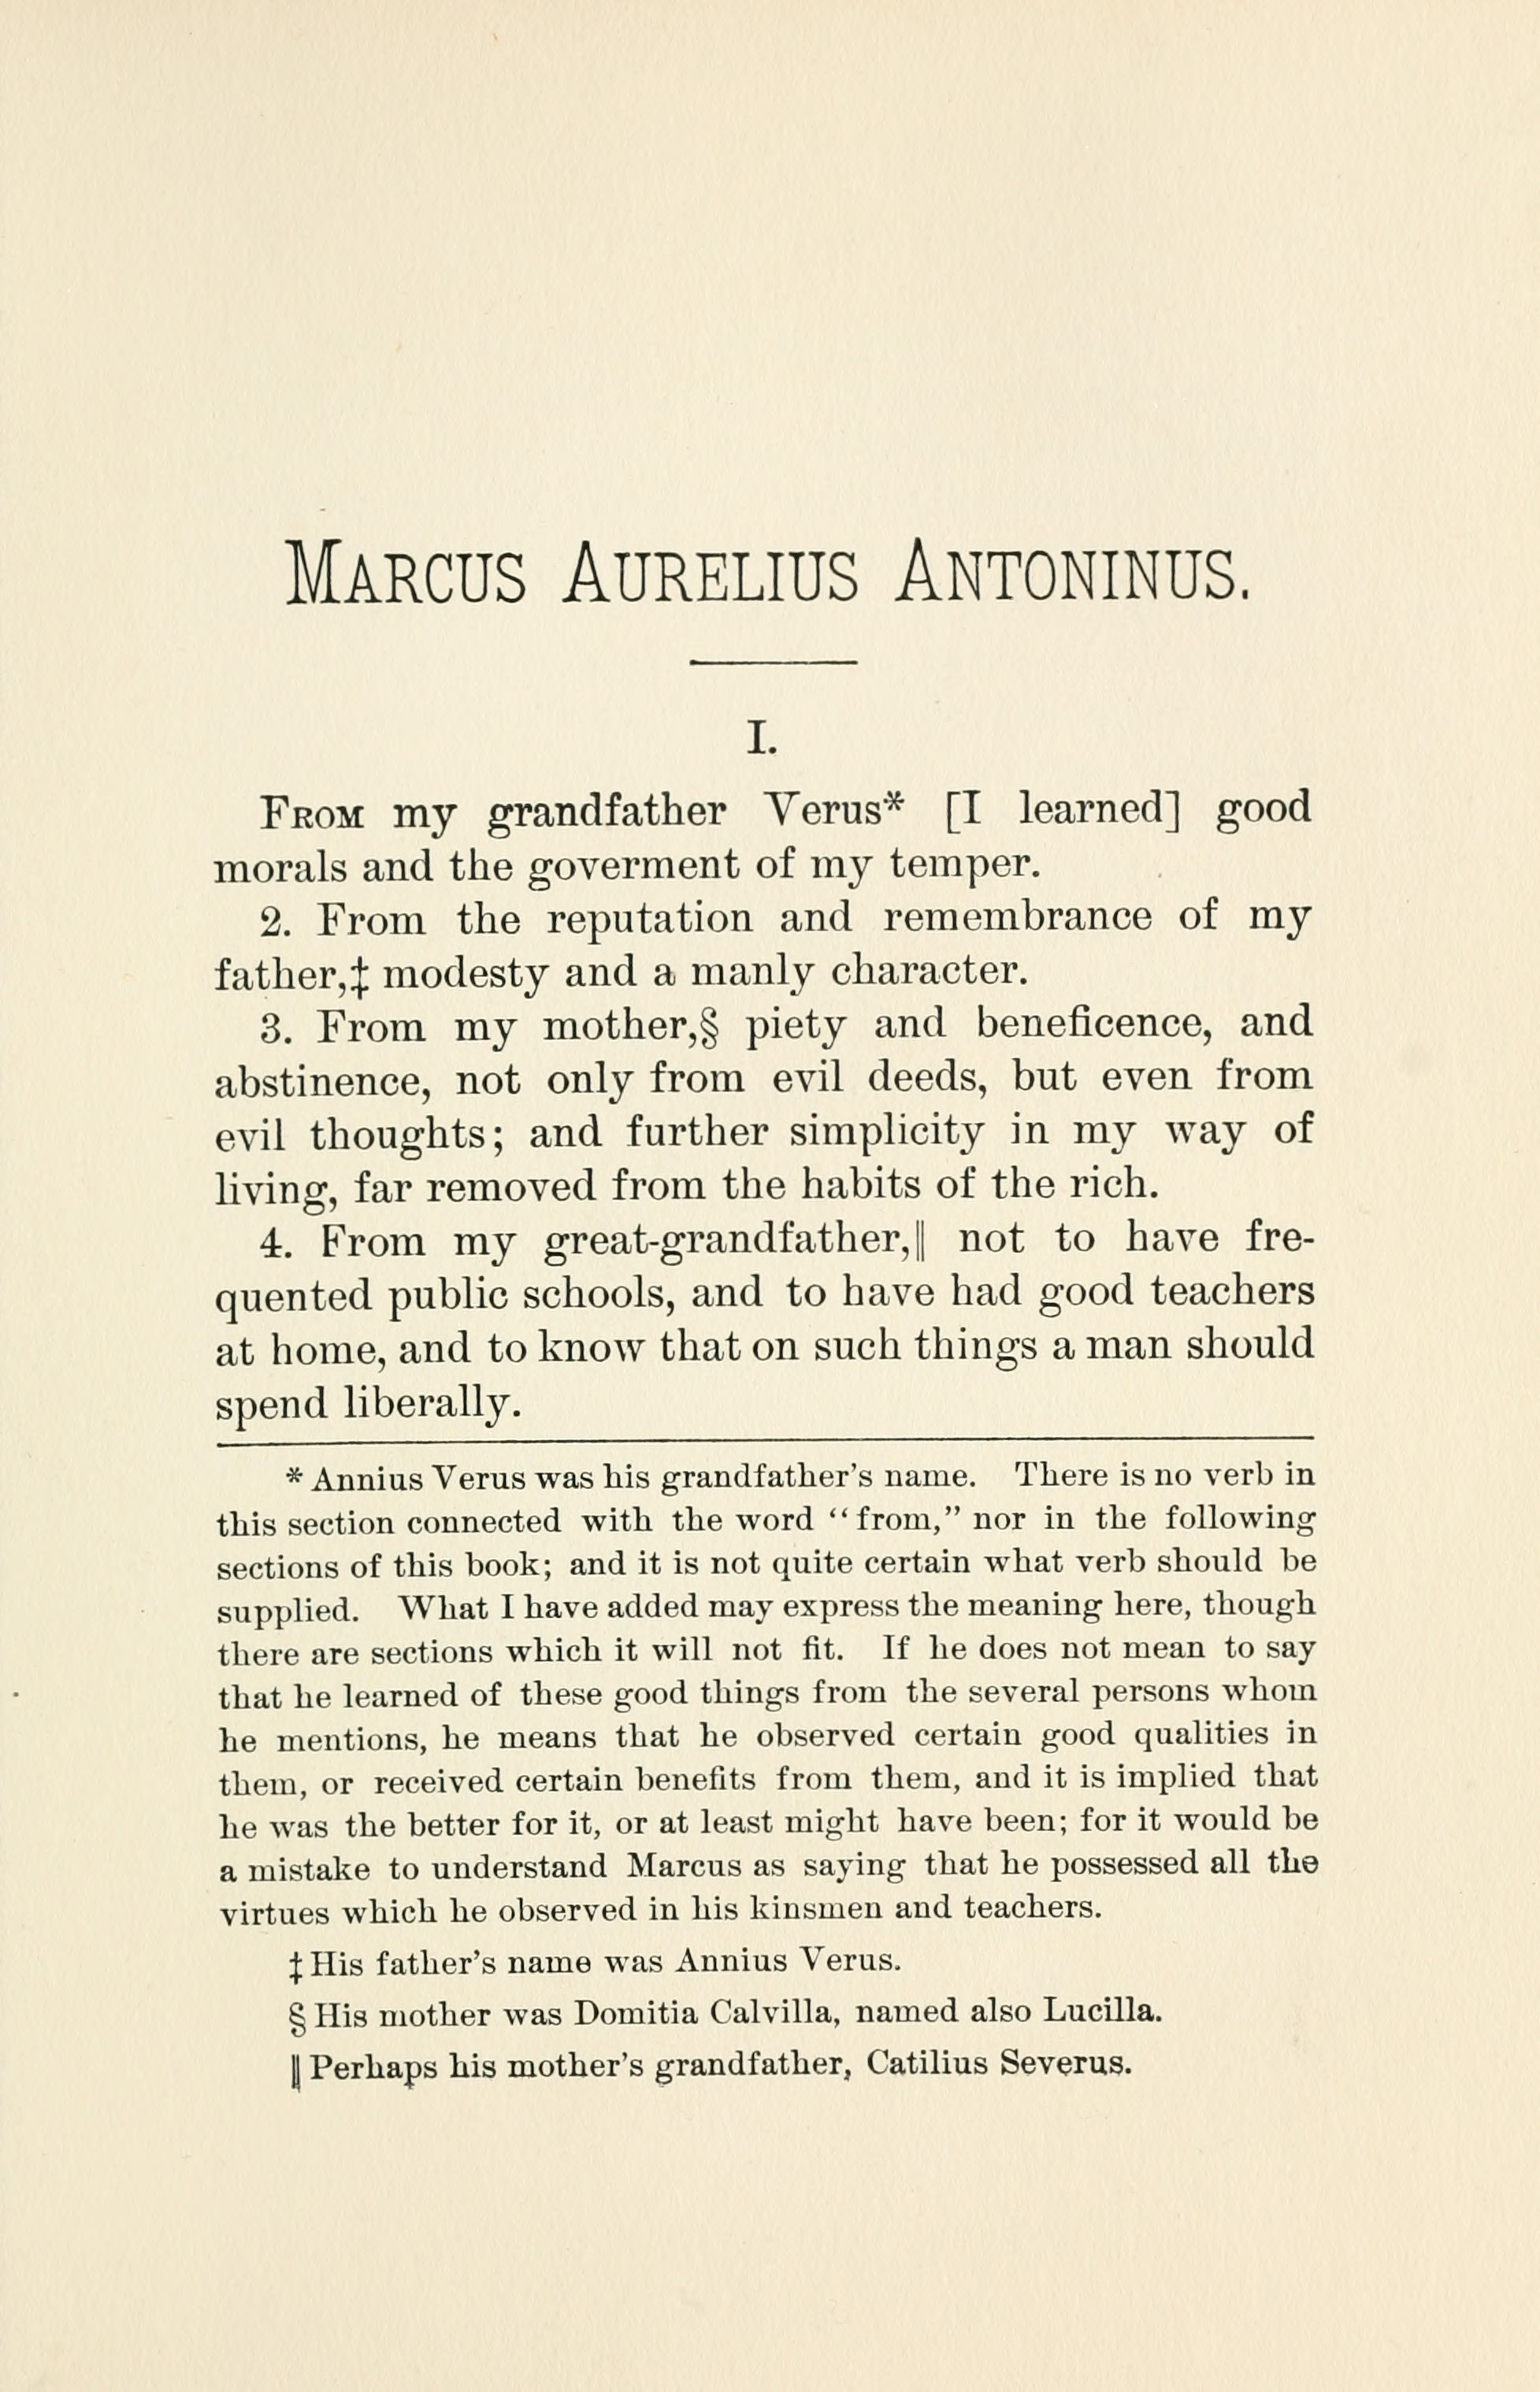 MARCUS AURELIUS ANTONINUS.
I.
FROM my grandfather Verus* [I learned] good
morals and the goverment of my temper.
2. From the reputation and remembrance of my
father,‡ modesty and a manly character.
3. From my mother,§ piety and beneficence, and
abstinence, not only from evil deeds, but even from
evil thoughts; and further simplicity in my way of
living, far removed from the habits of the rich.
4. From my great-grandfather,‖ not to have fre-
quented public schools, and to have had good teachers
at home, and to know that on such things a man should
spend liberally.
* Annius Verus was his grandfather's name. There is no verb in
this section connected with the word "from," nor in the following
sections of this book; and it is not quite certain what verb should be
supplied. What I have added may express the meaning here, though
there are sections which it will not fit. If he does not mean to say
that he learned of these good things from the several persons whom
he mentions, he means that he observed certain good qualities in
them, or received certain benefits from them, and it is implied that
he was the better for it, or at least might have been; for it would be
a mistake to understand Marcus as saying that he possessed all the
virtues which he observed in his kinsmen and teachers.
‡ His father's name was Annius Verus.
§ His mother was Domitia Calvilla, named also Lucilla.
‖ Perhaps his mother's grandfather, Catilius Severus.